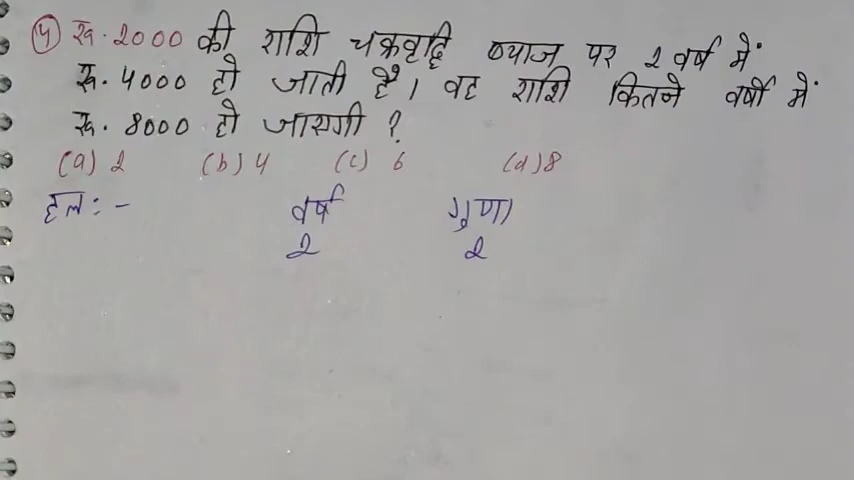 (4) रू. 2000 की राशि चक्रवृद्धि ब्याज पर 2 वर्ष में
रू. 4000 हो जाती है। वह राशि कितने वर्षो में
रू. 8000 हो जाएगी ?
(a) 2 (b) 4 (c) 6 (d) 8
हल:- वर्ष गुणा
2 2